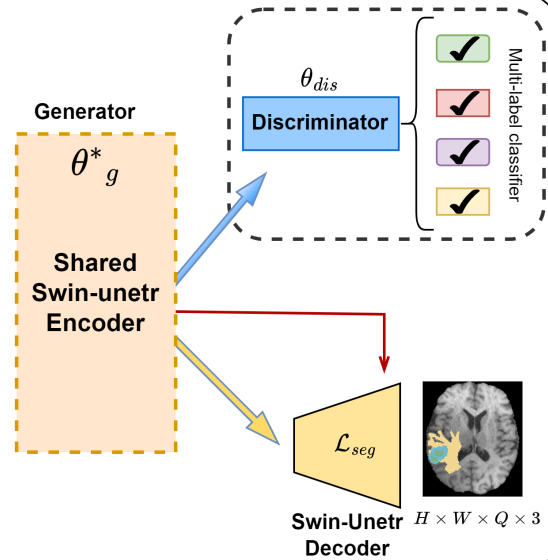 θ_dis
Discriminator
Multi-label classifier
Generator
θ*_g
Shared
Swin-unetr
Encoder
ℒ_seg
Swin-Unetr
Decoder
H × W × Q × 3